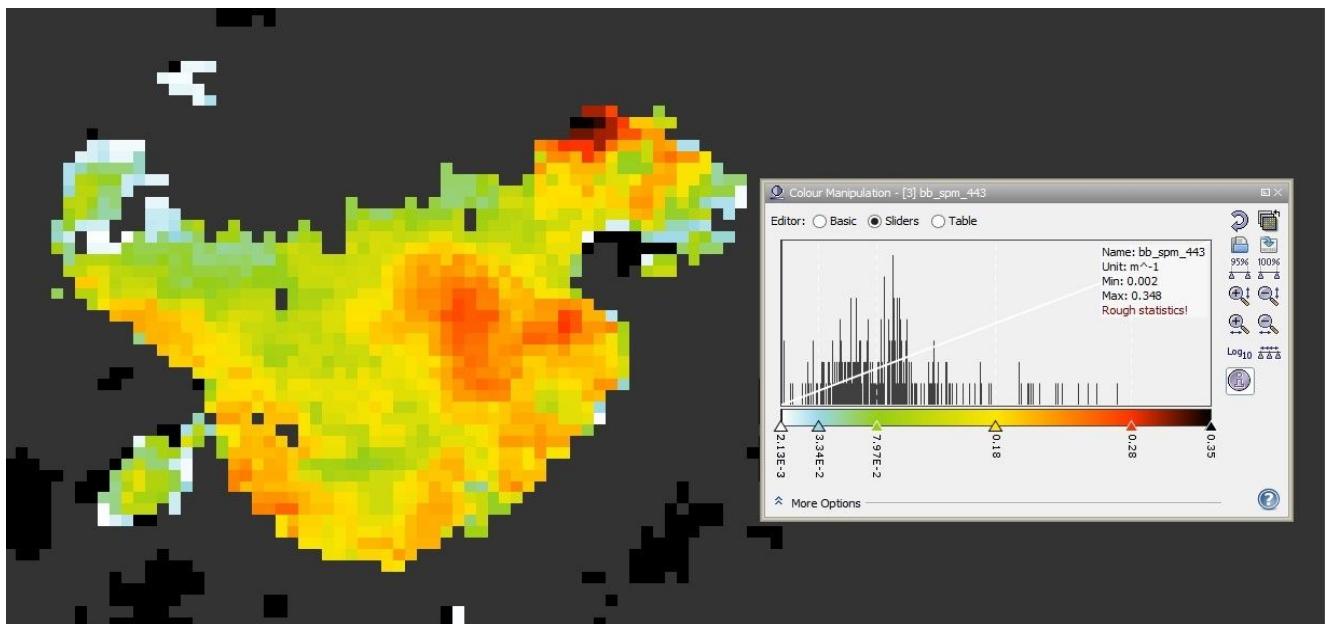 Colour Manipulation - [3] bb_spm_443
Editor: Basic Sliders Table
Name: bb_spm_443
Unit: m^-1
Min: 0.002
Max: 0.348
Rough statistics!
95% 100%
Log10
2.13E-3
3.34E-2
7.97E-2
0.18
0.28
0.35
More Options